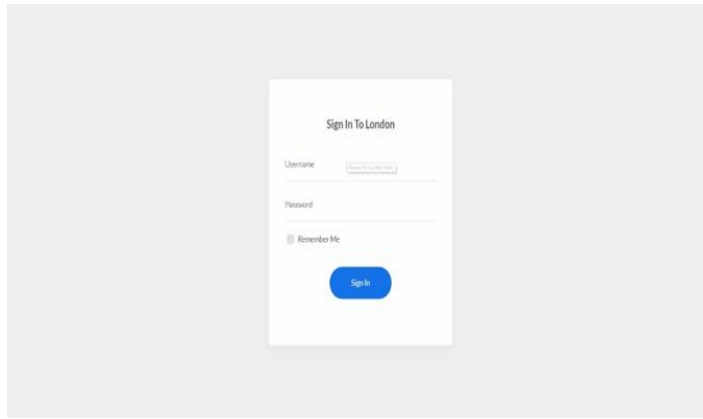 Sign In To London
Username
Password
Remember Me
Sign In